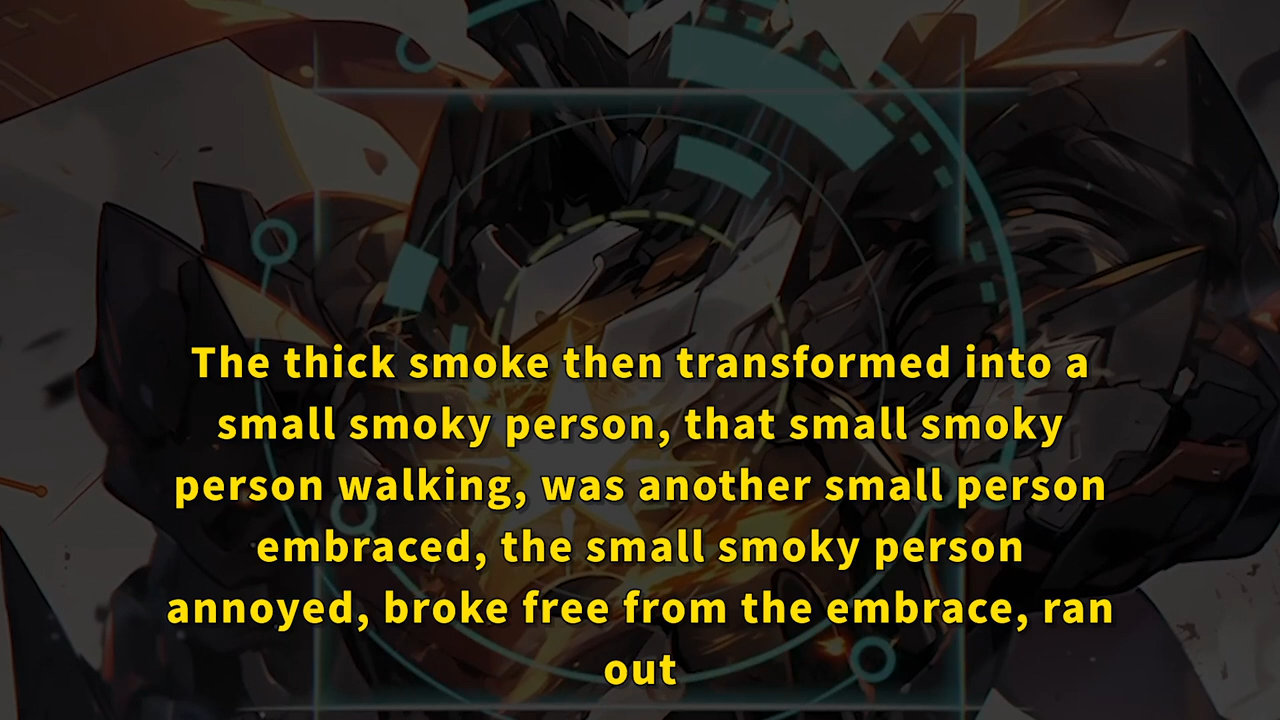 The thick smoke then transformed into a
small smoky person, that small smoky
person walking, was another small person
embraced, the small smoky person
annoyed, broke free from the embrace, ran
out